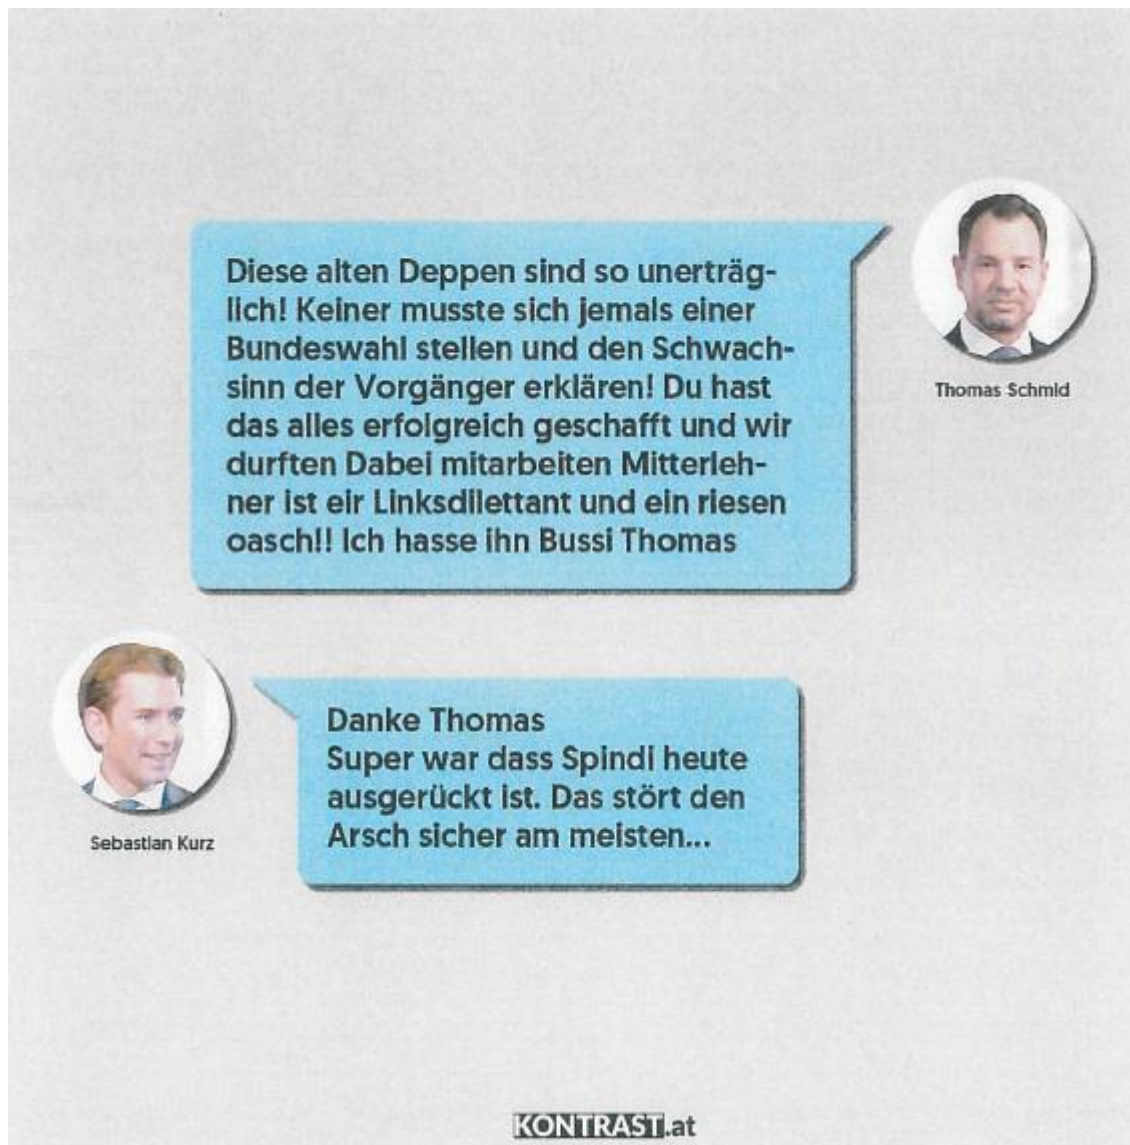 Diese alten Deppen sind so unerträg-
lich! Keiner musste sich jemals einer
Bundeswahl stellen und den Schwach-
sinn der Vorgänger erklären! Du hast
das alles erfolgreich geschafft und wir
durften Dabei mitarbeiten Mitterleh-
ner ist eir Linksdilettant und ein riesen
oasch!! Ich hasse ihn Bussi Thomas
Thomas Schmid
Danke Thomas
Super war dass Spindi heute
ausgerückt ist. Das stört den
Arsch sicher am meisten...
Sebastian Kurz
KONTRAST.at